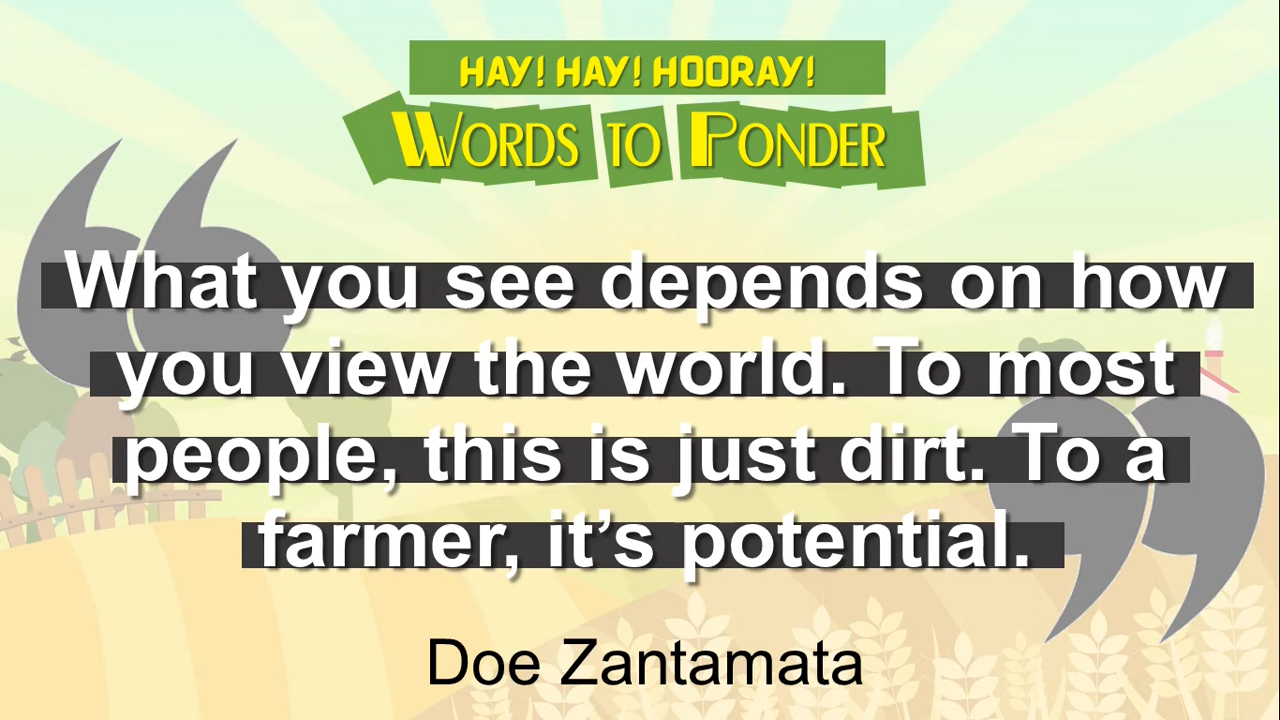 HAY! HAY! HOORAY!
WORDS TO PONDER
What you see depends on how
you view the world. To most
people, this is just dirt. To a
farmer, it’s potential.
Doe Zantamata